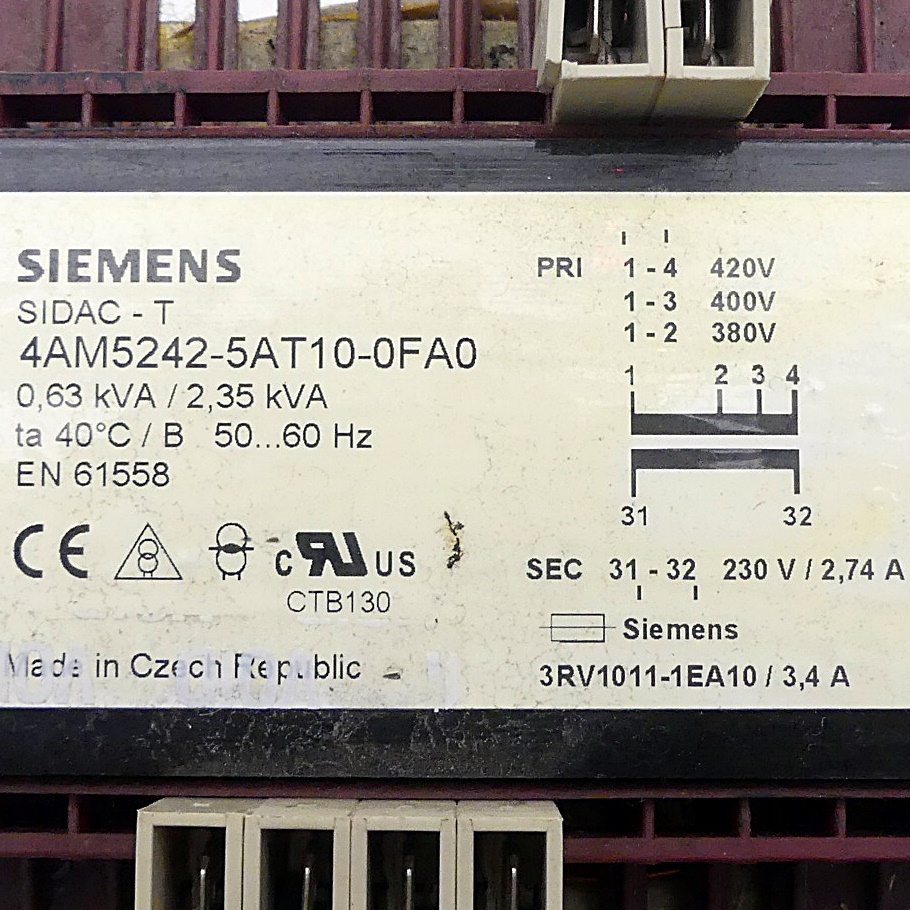 SIEMENS
SIDAC - T
4AM5242-5AT10-0FA0
0,63 kVA / 2,35 kVA
ta 40°C / B 50...60 Hz
EN 61558
CE
c RU US
CTB130
Made in Czech Republic
PRI 1 - 4 420V
1 - 3 400V
1 - 2 380V
1 2 3 4
31 32
SEC 31 - 32 230 V / 2,74 A
Siemens
3RV1011-1EA10 / 3,4 A